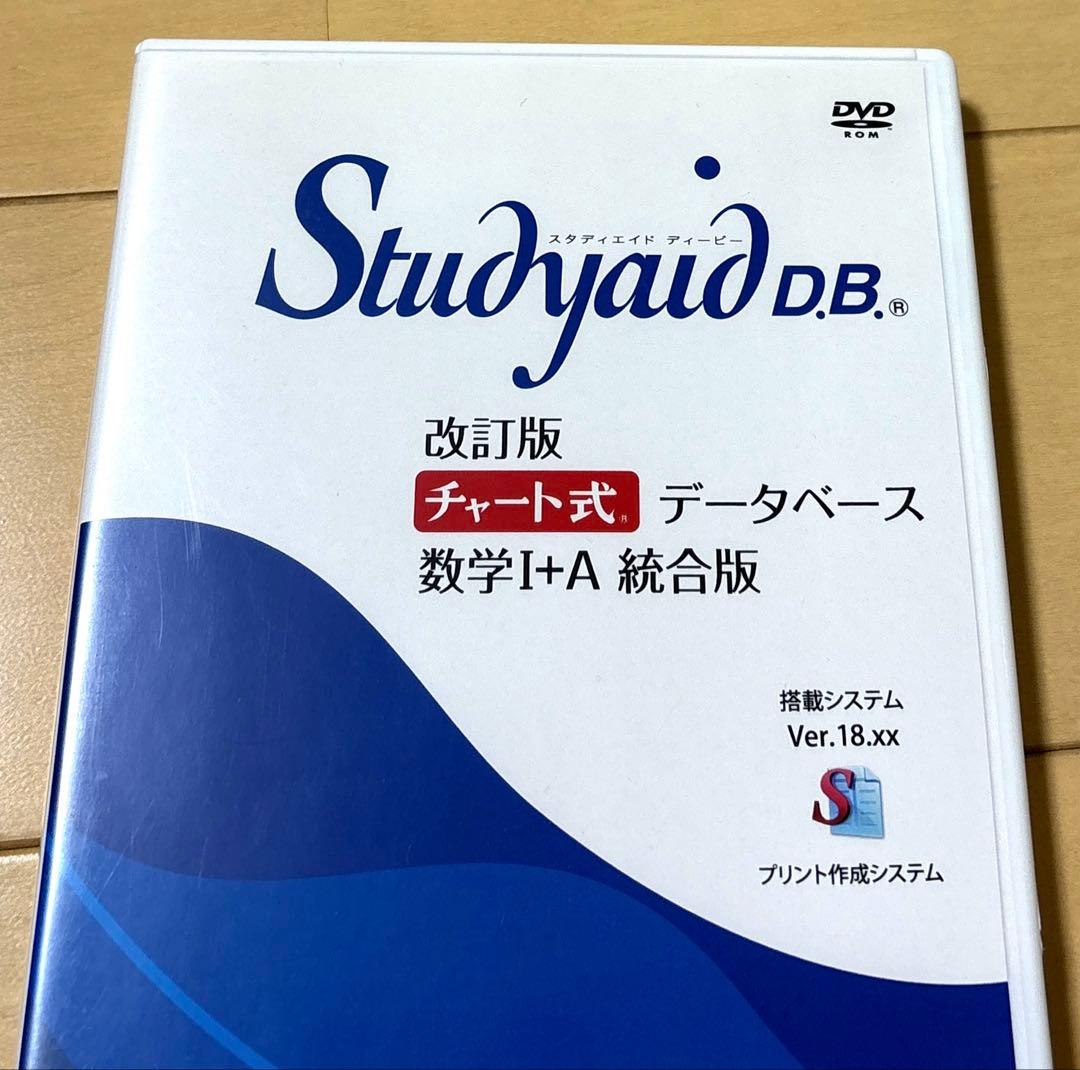 DVD
ROM
スタディエイド ディービー
Studyaid D.B.®
改訂版
チャート式® データベース
数学I+A 統合版
搭載システム
Ver.18.xx
S
プリント作成システム